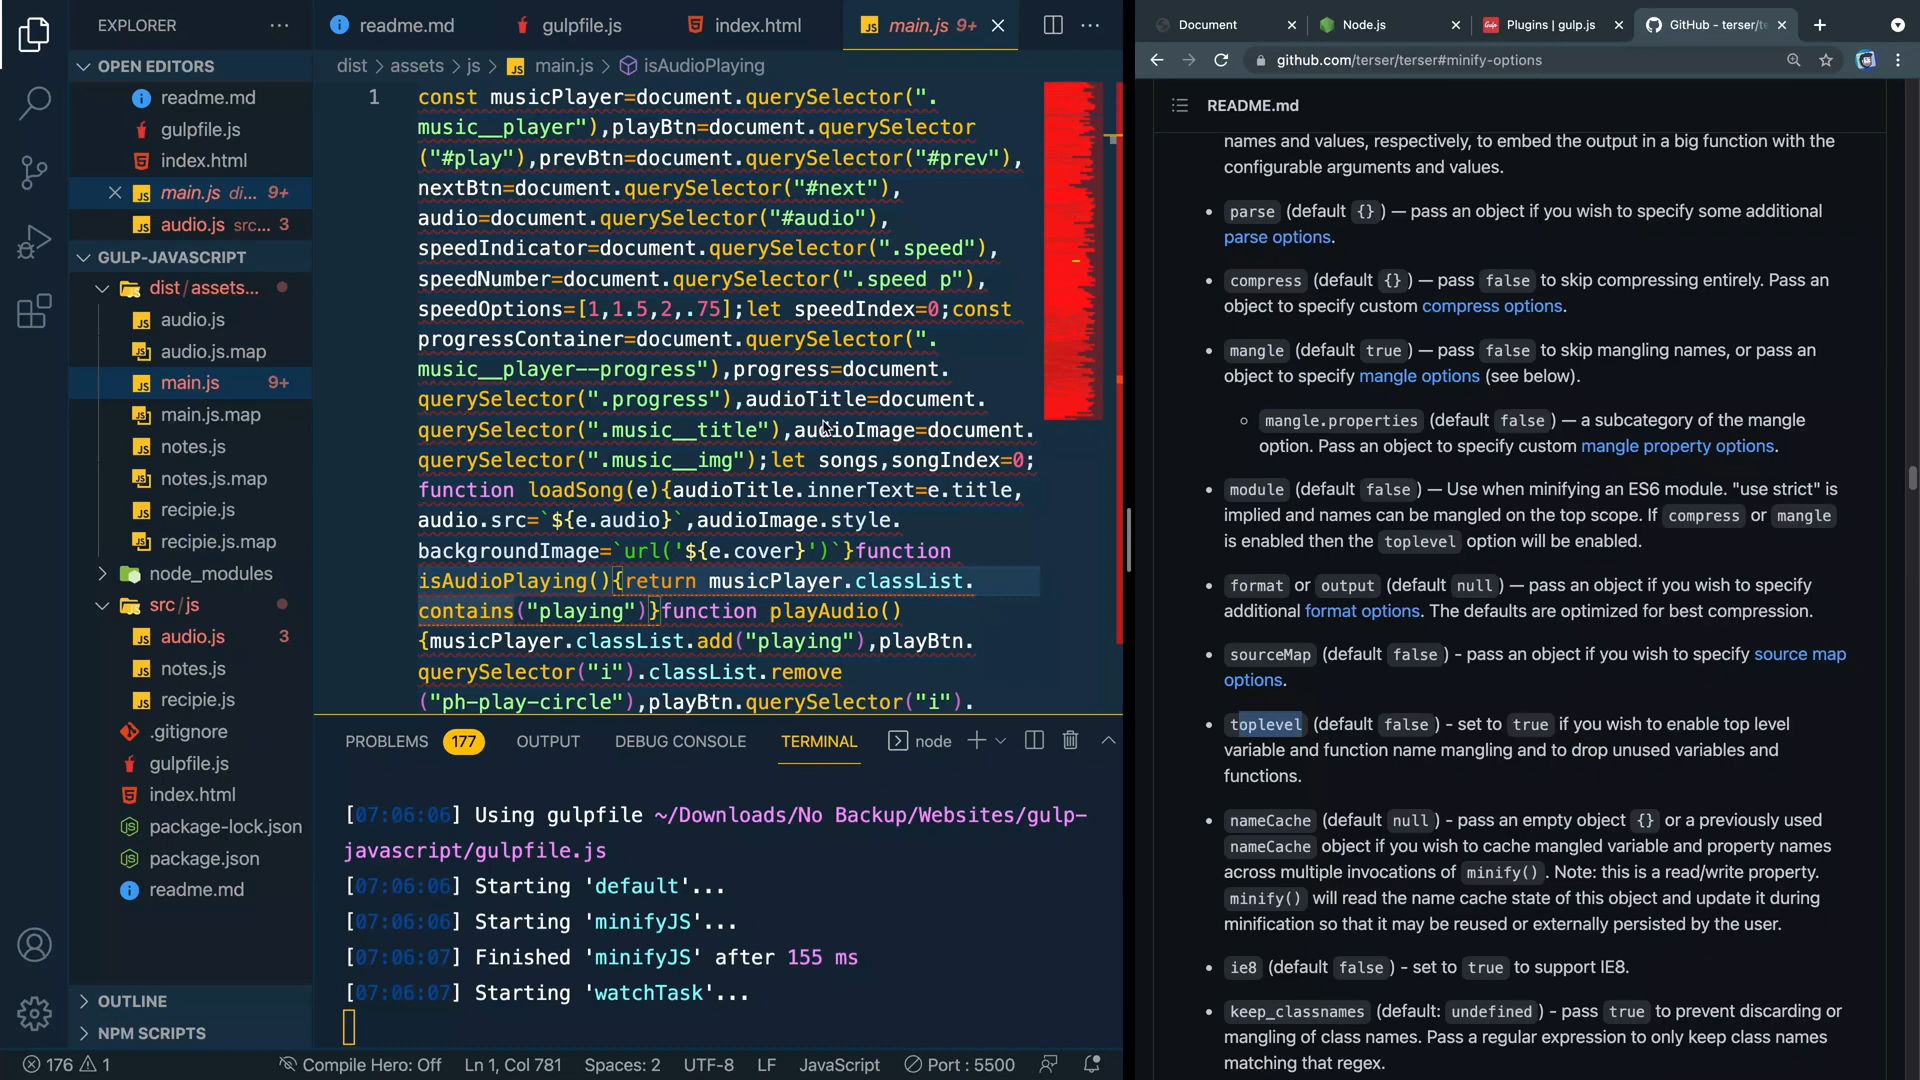 EXPLORER
OPEN EDITORS
readme.md
gulpfile.js
index.html
main.js di... 9+
audio.js src... 3
GULP-JAVASCRIPT
dist/assets...
audio.js
audio.js.map
main.js 9+
main.js.map
notes.js
notes.js.map
recipie.js
recipie.js.map
node_modules
src/js
audio.js 3
notes.js
recipie.js
.gitignore
gulpfile.js
index.html
package-lock.json
package.json
readme.md
OUTLINE
NPM SCRIPTS
readme.md gulpfile.js index.html main.js 9+
dist > assets > js > main.js > isAudioPlaying
1 const musicPlayer=document.querySelector(".
music__player"),playBtn=document.querySelector
("#play"),prevBtn=document.querySelector("#prev"),
nextBtn=document.querySelector("#next"),
audio=document.querySelector("#audio"),
speedIndicator=document.querySelector(".speed"),
speedNumber=document.querySelector(".speed p"),
speedOptions=[1,1.5,2,.75];let speedIndex=0;const
progressContainer=document.querySelector(".
music__player--progress"),progress=document.
querySelector(".progress"),audioTitle=document.
querySelector(".music__title"),audioImage=document.
querySelector(".music__img");let songs,songIndex=0;
function loadSong(e){audioTitle.innerText=e.title,
audio.src=`${e.audio}`,audioImage.style.
backgroundImage=`url('${e.cover}')`}function
isAudioPlaying(){return musicPlayer.classList.
contains("playing")}function playAudio()
{musicPlayer.classList.add("playing"),playBtn.
querySelector("i").classList.remove
("ph-play-circle"),playBtn.querySelector("i").
PROBLEMS 177 OUTPUT DEBUG CONSOLE TERMINAL node
[07:06:06] Using gulpfile ~/Downloads/No Backup/Websites/gulp-
javascript/gulpfile.js
[07:06:06] Starting 'default'...
[07:06:06] Starting 'minifyJS'...
[07:06:07] Finished 'minifyJS' after 155 ms
[07:06:07] Starting 'watchTask'...
176 1 Compile Hero: Off Ln 1, Col 781 Spaces: 2 UTF-8 LF JavaScript Port : 5500
Document Node.js Plugins | gulp.js GitHub - terser/te
github.com/terser/terser#minify-options
README.md
names and values, respectively, to embed the output in a big function with the
configurable arguments and values.
parse (default {}) — pass an object if you wish to specify some additional
parse options.
compress (default {}) — pass false to skip compressing entirely. Pass an
object to specify custom compress options.
mangle (default true) — pass false to skip mangling names, or pass an
object to specify mangle options (see below).
mangle.properties (default false) — a subcategory of the mangle
option. Pass an object to specify custom mangle property options.
module (default false) — Use when minifying an ES6 module. "use strict" is
implied and names can be mangled on the top scope. If compress or mangle
is enabled then the toplevel option will be enabled.
format or output (default null) — pass an object if you wish to specify
additional format options. The defaults are optimized for best compression.
sourceMap (default false) - pass an object if you wish to specify source map
options.
toplevel (default false) - set to true if you wish to enable top level
variable and function name mangling and to drop unused variables and
functions.
nameCache (default null) - pass an empty object {} or a previously used
nameCache object if you wish to cache mangled variable and property names
across multiple invocations of minify(). Note: this is a read/write property.
minify() will read the name cache state of this object and update it during
minification so that it may be reused or externally persisted by the user.
ie8 (default false) - set to true to support IE8.
keep_classnames (default: undefined) - pass true to prevent discarding or
mangling of class names. Pass a regular expression to only keep class names
matching that regex.